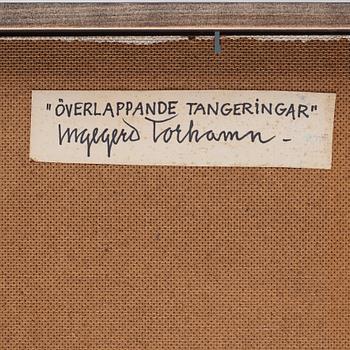 "ÖVERLAPPANDE TANGERINGAR"
Ingegerd Torhamn -